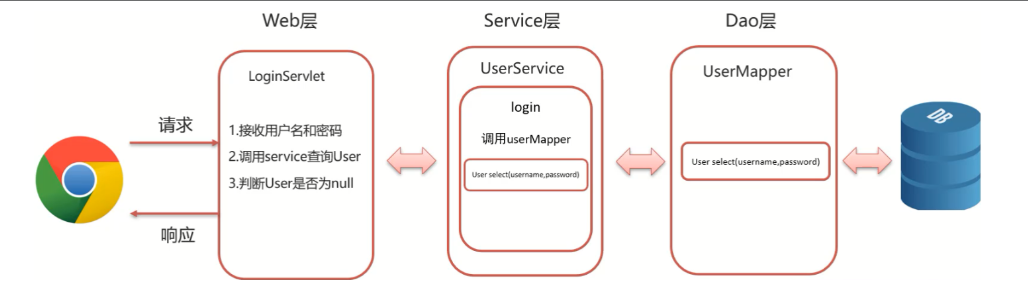 Web层
Service层
Dao层
LoginServlet
UserService
UserMapper
login
请求
1.接收用户名和密码
调用userMapper
2.调用service查询User
User select(username,password)
User select(username,password)
3.判断User是否为null
响应
DB